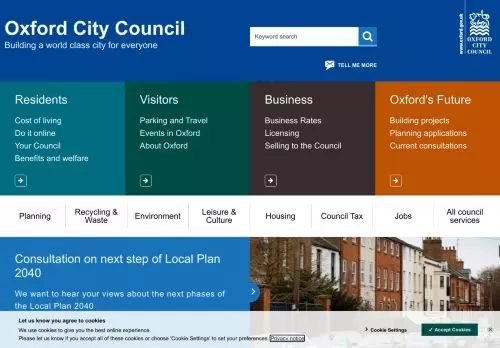 Oxford City Council
Building a world class city for everyone
Keyword search
TELL ME MORE
www.oxford.gov.uk
OXFORD
CITY
COUNCIL
Residents
Cost of living
Do it online
Your Council
Benefits and welfare
Visitors
Parking and Travel
Events in Oxford
About Oxford
Business
Business Rates
Licensing
Selling to the Council
Oxford's Future
Building projects
Planning applications
Current consultations
Planning
Recycling &
Waste
Environment
Leisure &
Culture
Housing
Council Tax
Jobs
All council
services
Consultation on next step of Local Plan
2040
We want to hear your views about the next phases of
the Local Plan 2040
Let us know you agree to cookies
We use cookies to give you the best online experience.
Please let us know if you accept all of these cookies or choose 'Cookie Settings' to set your preferences. Privacy notice
Cookie Settings
✓ Accept Cookies